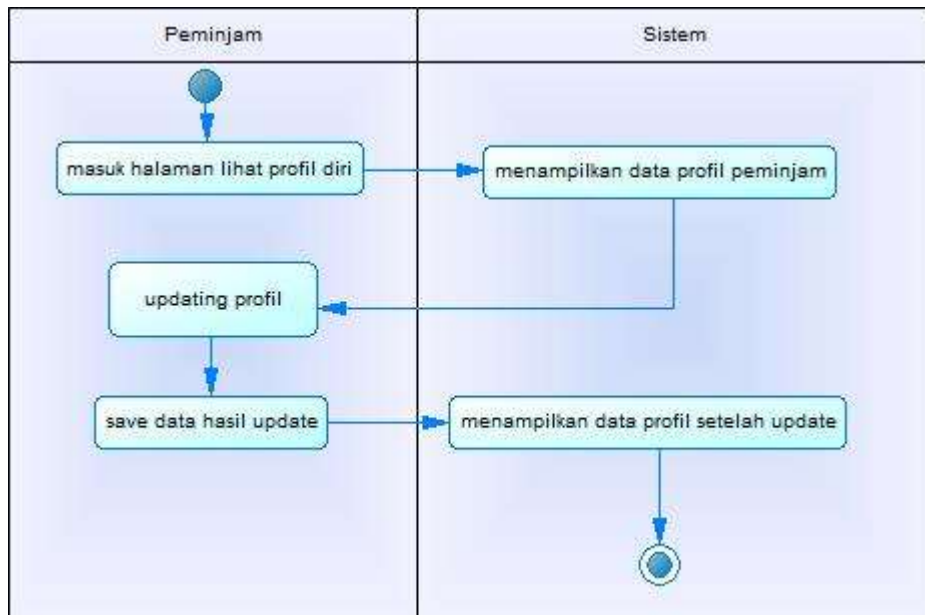 Peminjam
Sistem
masuk halaman lihat profil diri
menampilkan data profil peminjam
updating profil
save data hasil update
menampilkan data profil setelah update